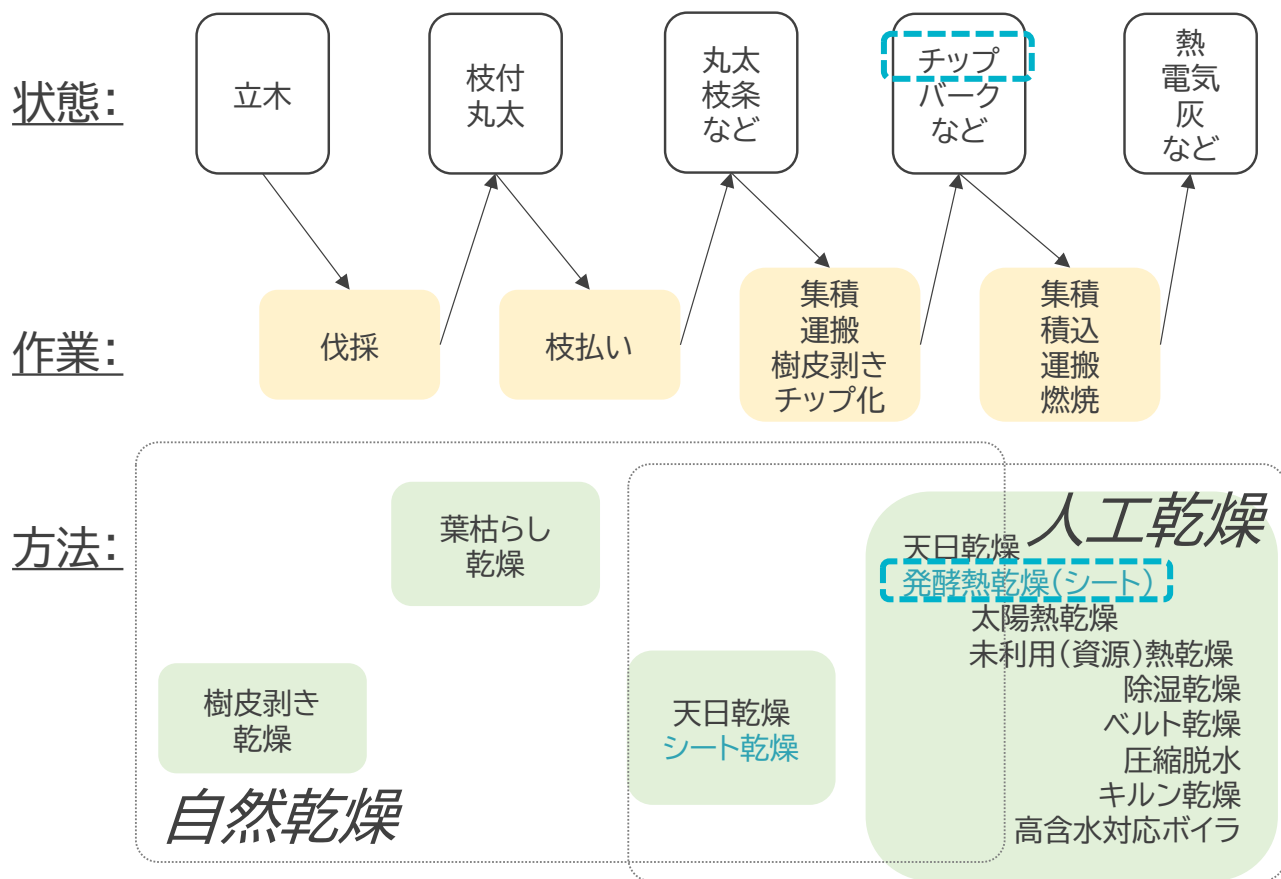 状態：
立木
枝付
丸太
丸太
枝条
など
チップ
バーク
など
熱
電気
灰
など
作業：
伐採
枝払い
集積
運搬
樹皮剥き
チップ化
集積
積込
運搬
燃焼
方法：
葉枯らし
乾燥
樹皮剥き
乾燥
自然乾燥
天日乾燥
シート乾燥
人工乾燥
天日乾燥
発酵熱乾燥（シート）
太陽熱乾燥
未利用（資源）熱乾燥
除湿乾燥
ベルト乾燥
圧縮脱水
キルン乾燥
高含水対応ボイラ